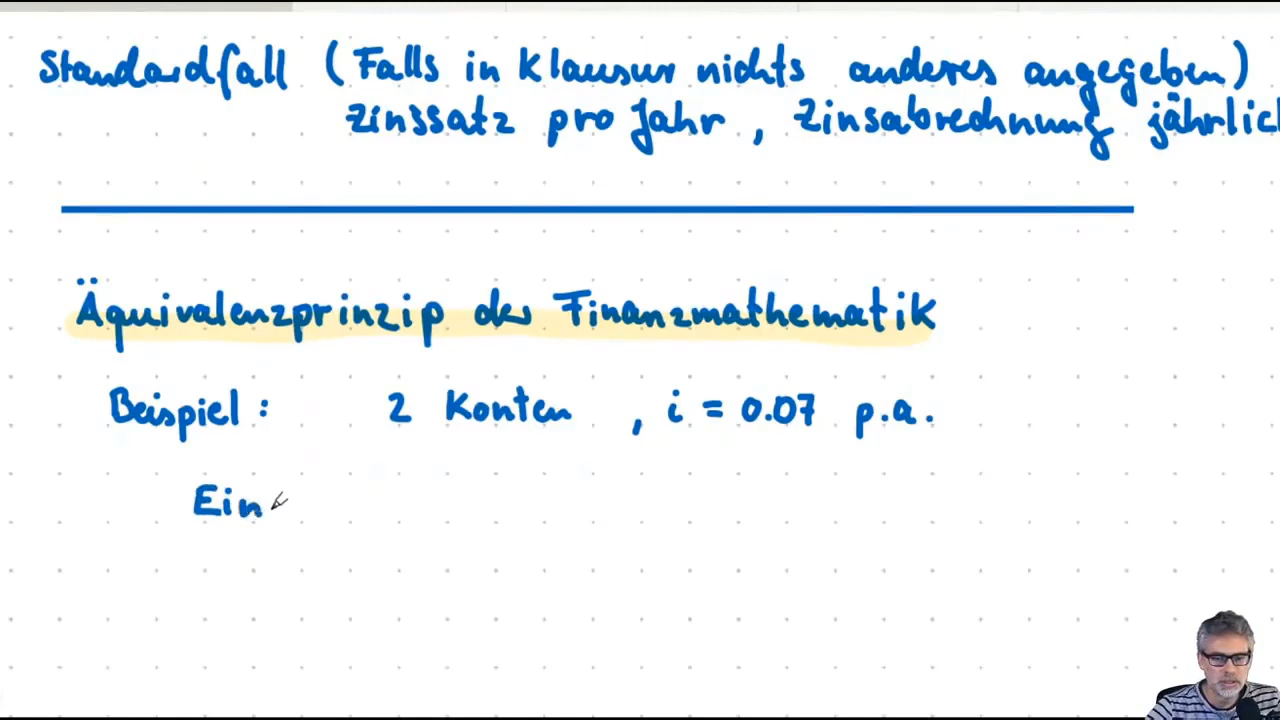 Standardfall (Falls in Klausur nichts anderes angegeben)
Zinssatz pro Jahr, Zinsabrechnung jährlich
Äquivalenzprinzip der Finanzmathematik
Beispiel: 2 Konten, i = 0.07 p.a.
Ein